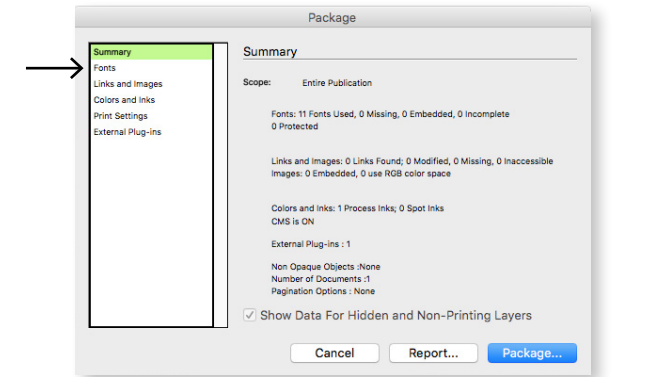 Package
Summary
Fonts
Links and Images
Colors and Inks
Print Settings
External Plug-ins
Summary
Scope: Entire Publication
Fonts: 11 Fonts Used, 0 Missing, 0 Embedded, 0 Incomplete
0 Protected
Links and Images: 0 Links Found; 0 Modified, 0 Missing, 0 Inaccessible
Images: 0 Embedded, 0 use RGB color space
Colors and Inks: 1 Process Inks; 0 Spot Inks
CMS is ON
External Plug-ins : 1
Non Opaque Objects :None
Number of Documents :1
Pagination Options : None
Show Data For Hidden and Non-Printing Layers
Cancel Report... Package...